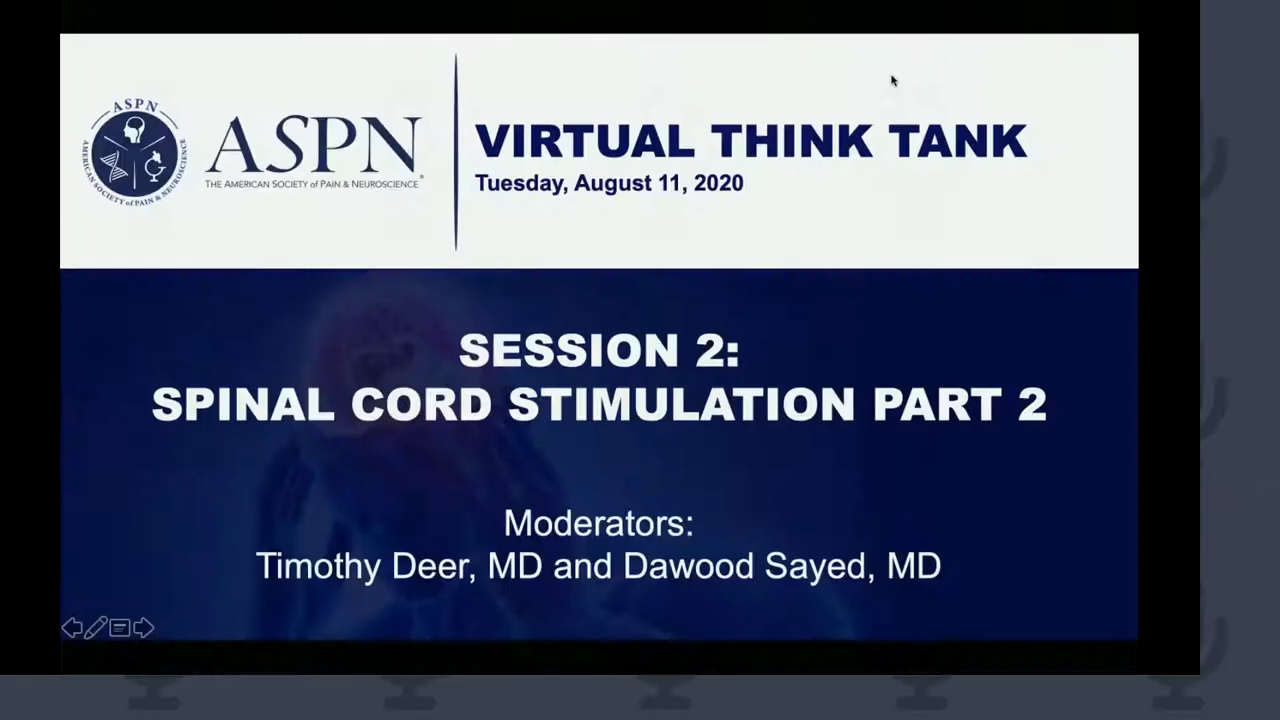 ASPN
AMERICAN SOCIETY of PAIN & NEUROSCIENCE
ASPN
THE AMERICAN SOCIETY of PAIN & NEUROSCIENCE®
VIRTUAL THINK TANK
Tuesday, August 11, 2020
SESSION 2:
SPINAL CORD STIMULATION PART 2
Moderators:
Timothy Deer, MD and Dawood Sayed, MD